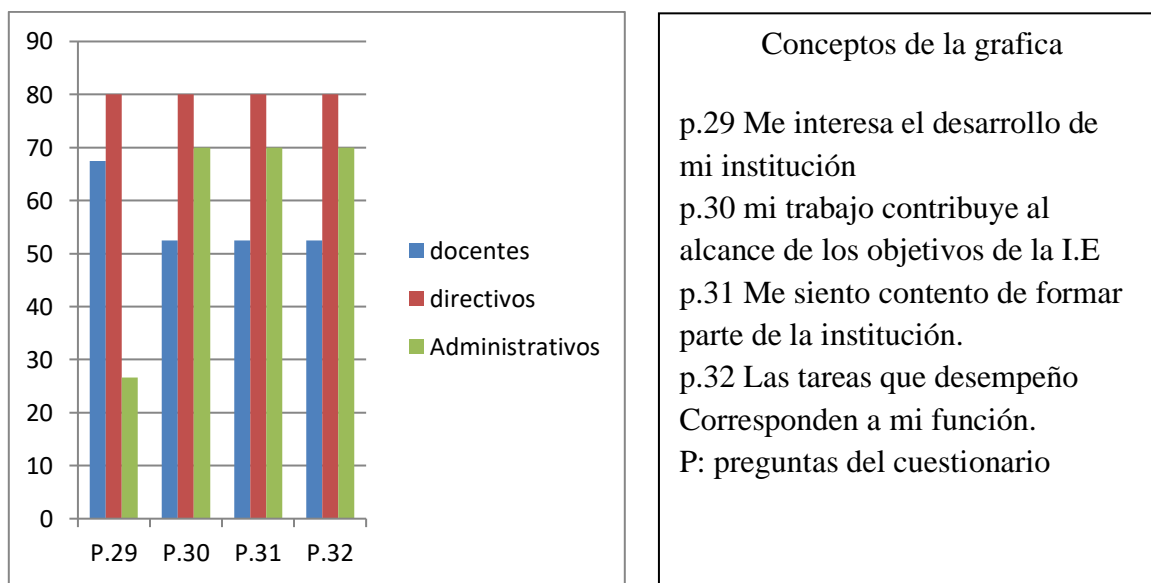 90
80
70
60
50
40
30
20
10
0
P.29 P.30 P.31 P.32
docentes
directivos
Administrativos
Conceptos de la grafica
p.29 Me interesa el desarrollo de
mi institución
p.30 mi trabajo contribuye al
alcance de los objetivos de la I.E
p.31 Me siento contento de formar
parte de la institución.
p.32 Las tareas que desempeño
Corresponden a mi función.
P: preguntas del cuestionario